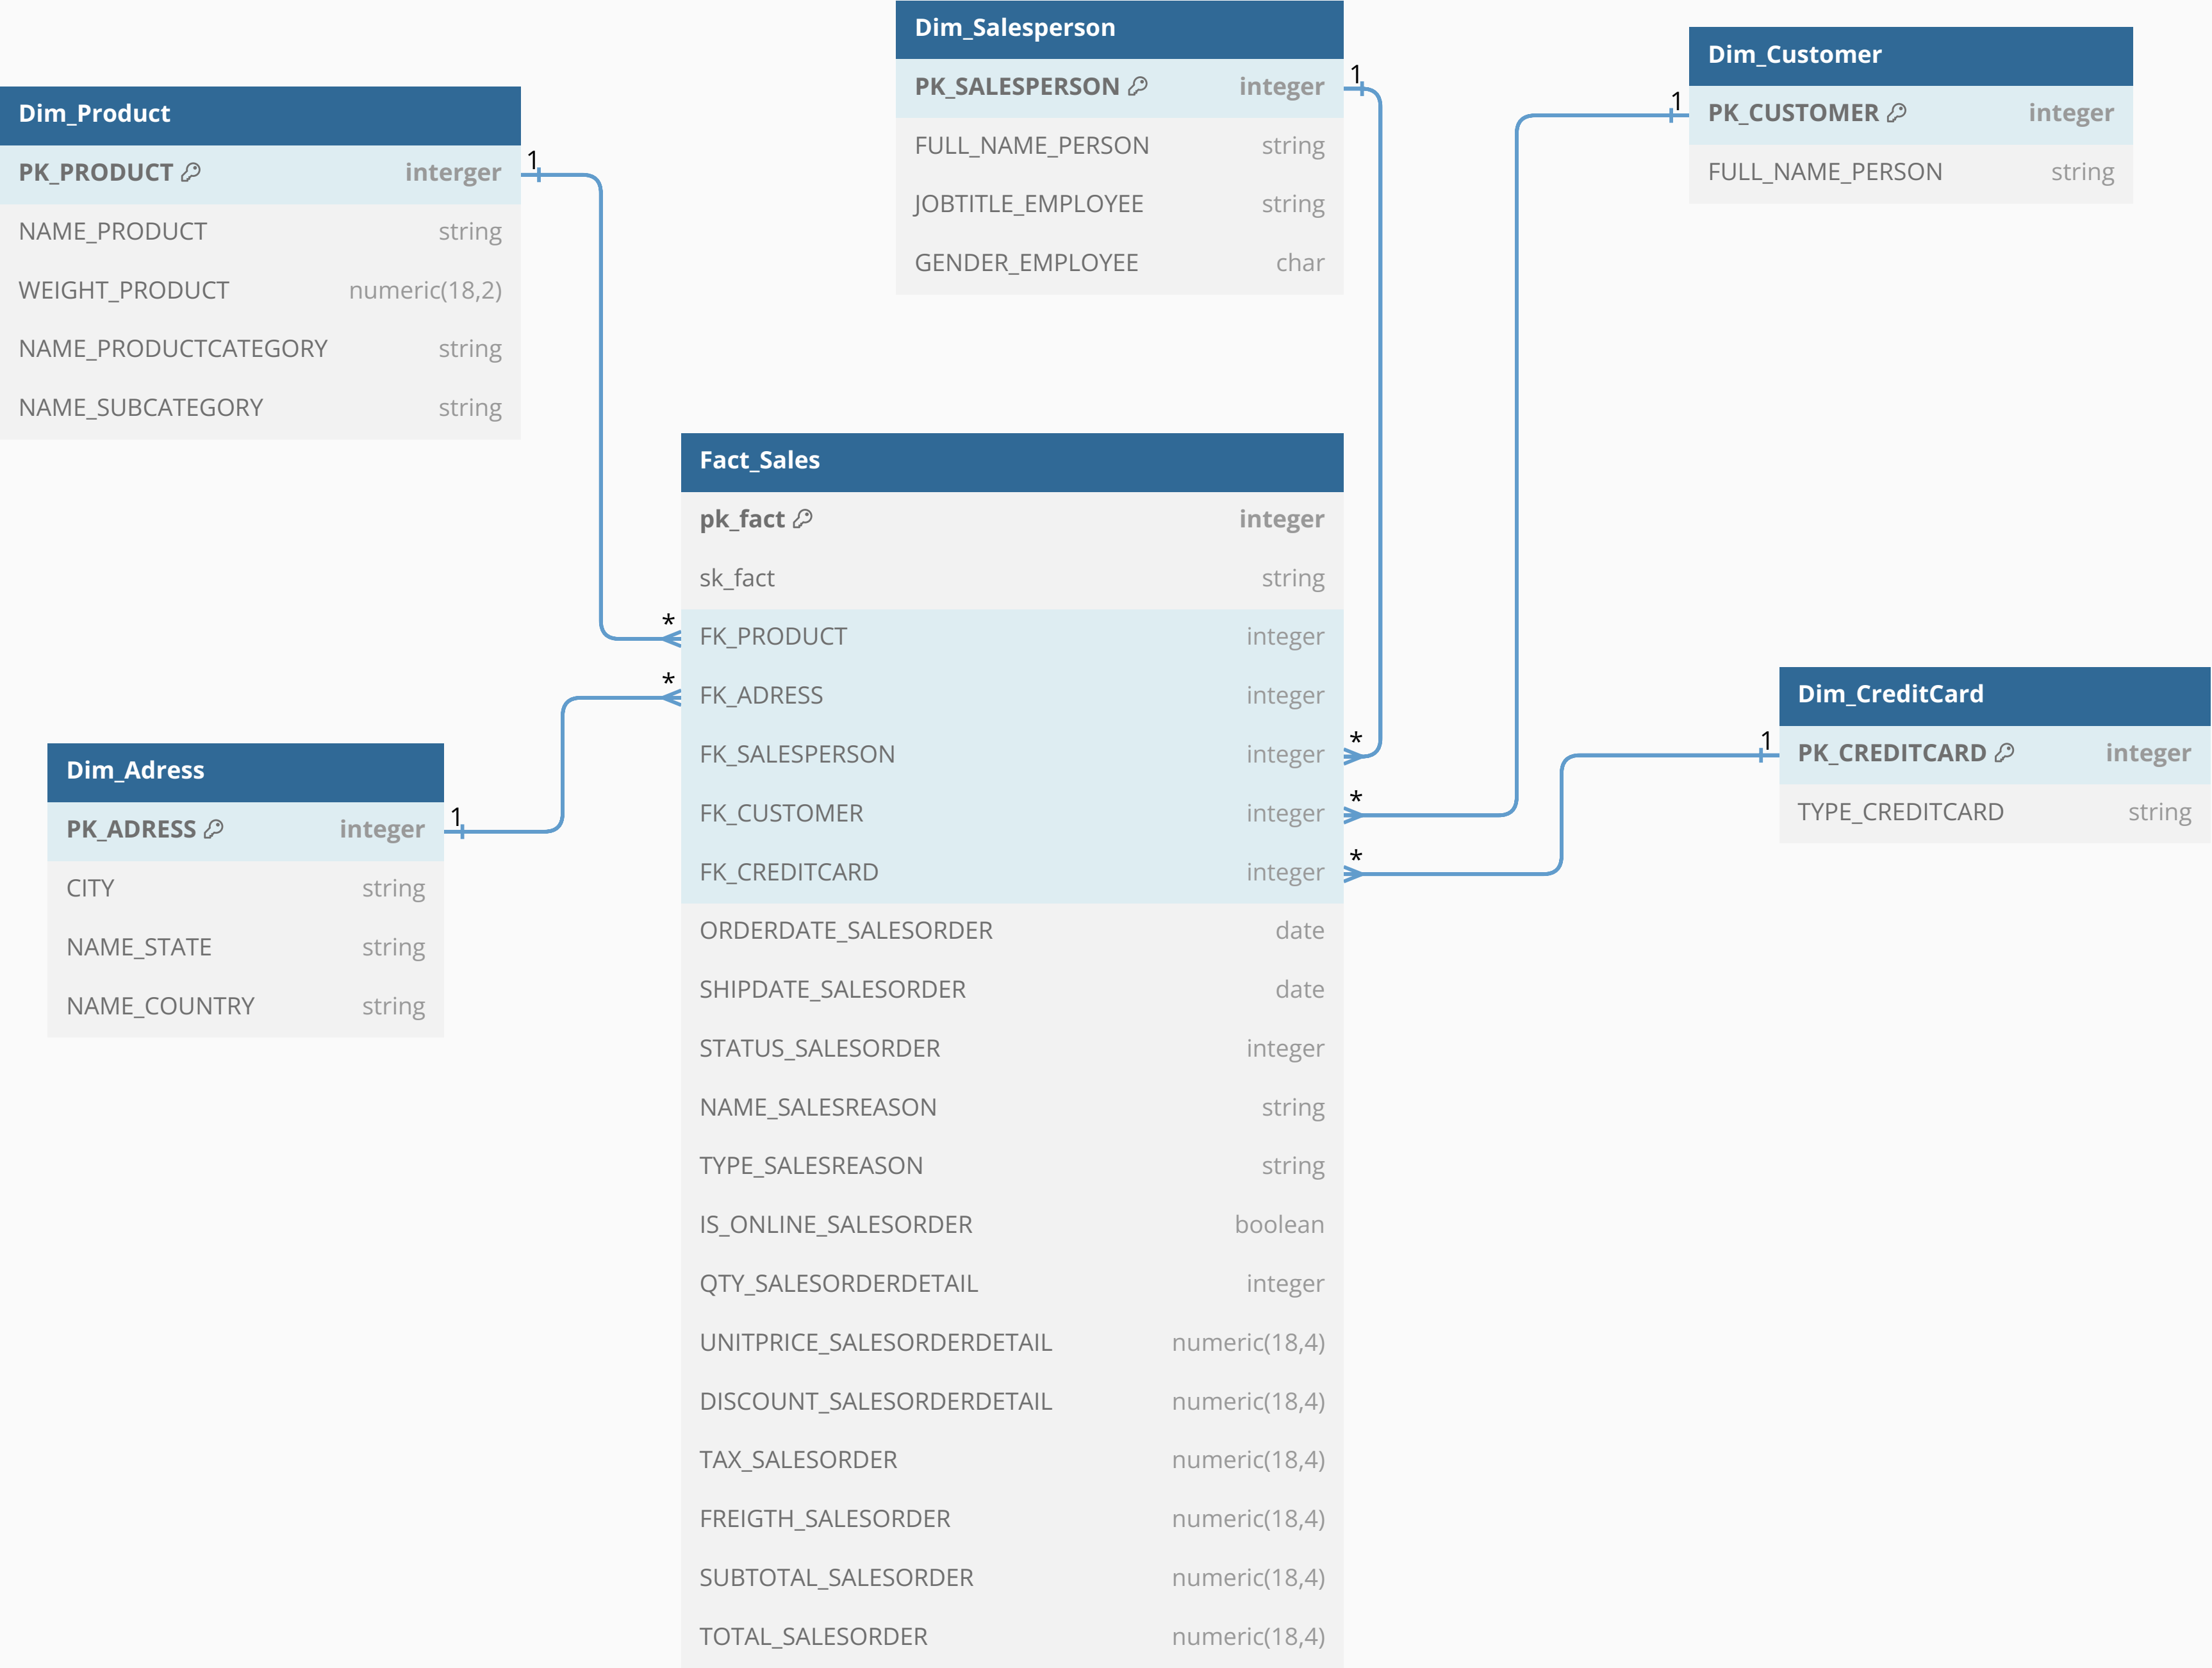 Dim_Product
PK_PRODUCT interger
NAME_PRODUCT string
WEIGHT_PRODUCT numeric(18,2)
NAME_PRODUCTCATEGORY string
NAME_SUBCATEGORY string
1
Dim_Salesperson
PK_SALESPERSON integer
FULL_NAME_PERSON string
JOBTITLE_EMPLOYEE string
GENDER_EMPLOYEE char
1
Dim_Customer
PK_CUSTOMER integer
FULL_NAME_PERSON string
1
Dim_Adress
PK_ADRESS integer
CITY string
NAME_STATE string
NAME_COUNTRY string
1
Fact_Sales
pk_fact integer
sk_fact string
* FK_PRODUCT integer
* FK_ADRESS integer
FK_SALESPERSON integer *
FK_CUSTOMER integer *
FK_CREDITCARD integer *
ORDERDATE_SALESORDER date
SHIPDATE_SALESORDER date
STATUS_SALESORDER integer
NAME_SALESREASON string
TYPE_SALESREASON string
IS_ONLINE_SALESORDER boolean
QTY_SALESORDERDETAIL integer
UNITPRICE_SALESORDERDETAIL numeric(18,4)
DISCOUNT_SALESORDERDETAIL numeric(18,4)
TAX_SALESORDER numeric(18,4)
FREIGTH_SALESORDER numeric(18,4)
SUBTOTAL_SALESORDER numeric(18,4)
TOTAL_SALESORDER numeric(18,4)
Dim_CreditCard
1
PK_CREDITCARD integer
TYPE_CREDITCARD string